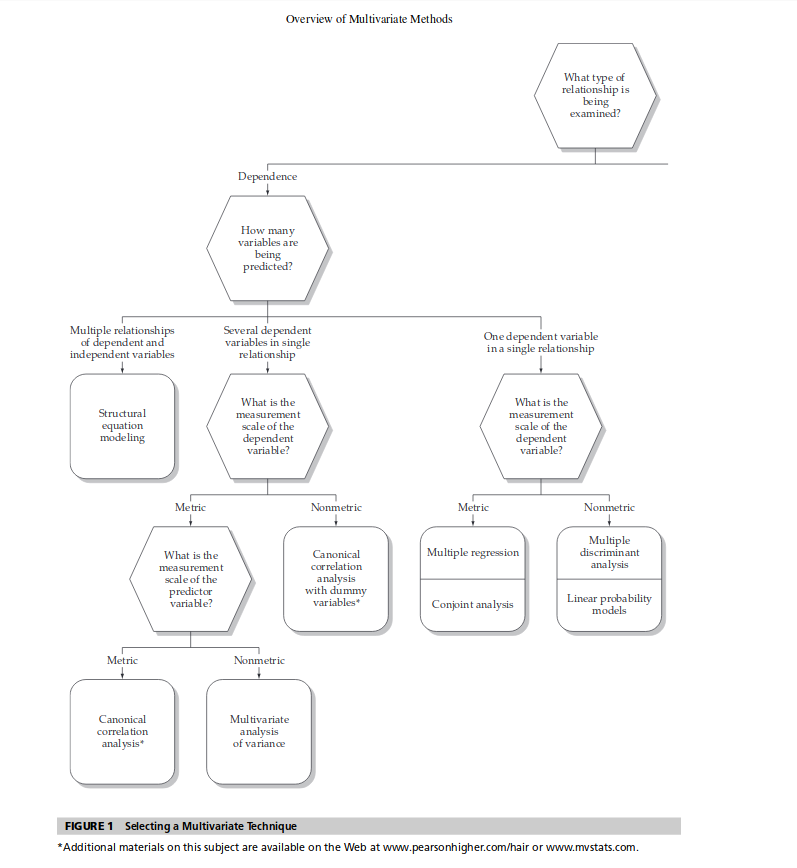 Overview of Multivariate Methods
What type of
relationship is
being
examined?
Dependence
How many
variables are
being
predicted?
Multiple relationships
of dependent and
independent variables
Several dependent
variables in single
relationship
One dependent variable
in a single relationship
Structural
equation
modeling
What is the
measurement
scale of the
dependent
variable?
What is the
measurement
scale of the
dependent
variable?
Metric
Nonmetric
Metric
Nonmetric
What is the
measurement
scale of the
predictor
variable?
Canonical
correlation
analysis
with dummy
variables*
Multiple regression
Conjoint analysis
Multiple
discriminant
analysis
Linear probability
models
Metric
Nonmetric
Canonical
correlation
analysis*
Multivariate
analysis
of variance
FIGURE 1 Selecting a Multivariate Technique
*Additional materials on this subject are available on the Web at www.pearsonhigher.com/hair or www.mvstats.com.